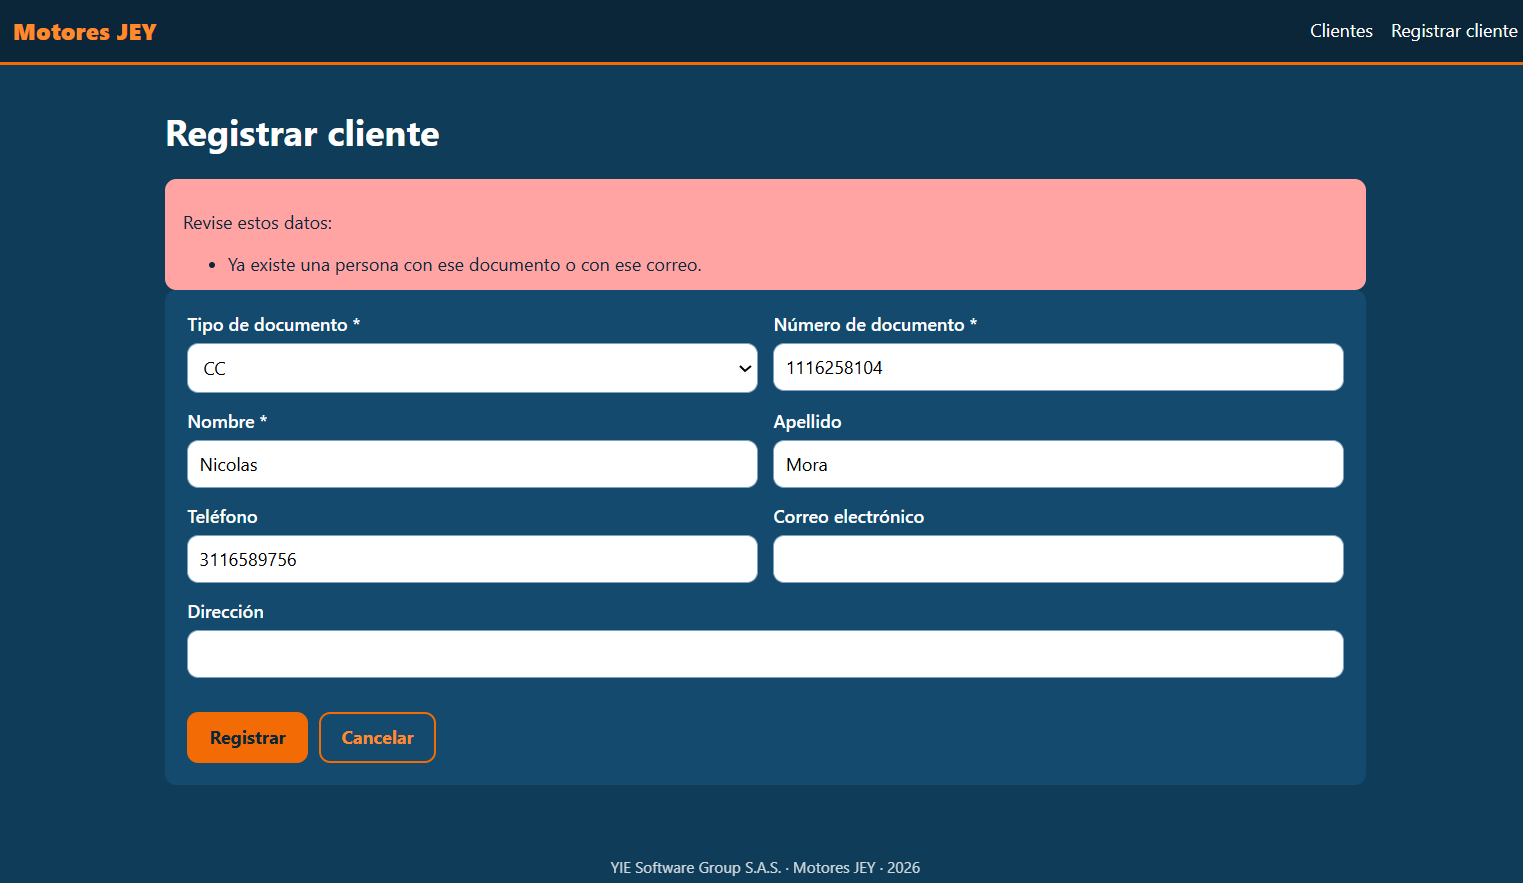 Motores JEY
Clientes Registrar cliente
Registrar cliente
Revise estos datos:
• Ya existe una persona con ese documento o con ese correo.
Tipo de documento * Número de documento *
CC 1116258104
Nombre * Apellido
Nicolas Mora
Teléfono Correo electrónico
3116589756
Dirección
Registrar Cancelar
YIE Software Group S.A.S. · Motores JEY · 2026